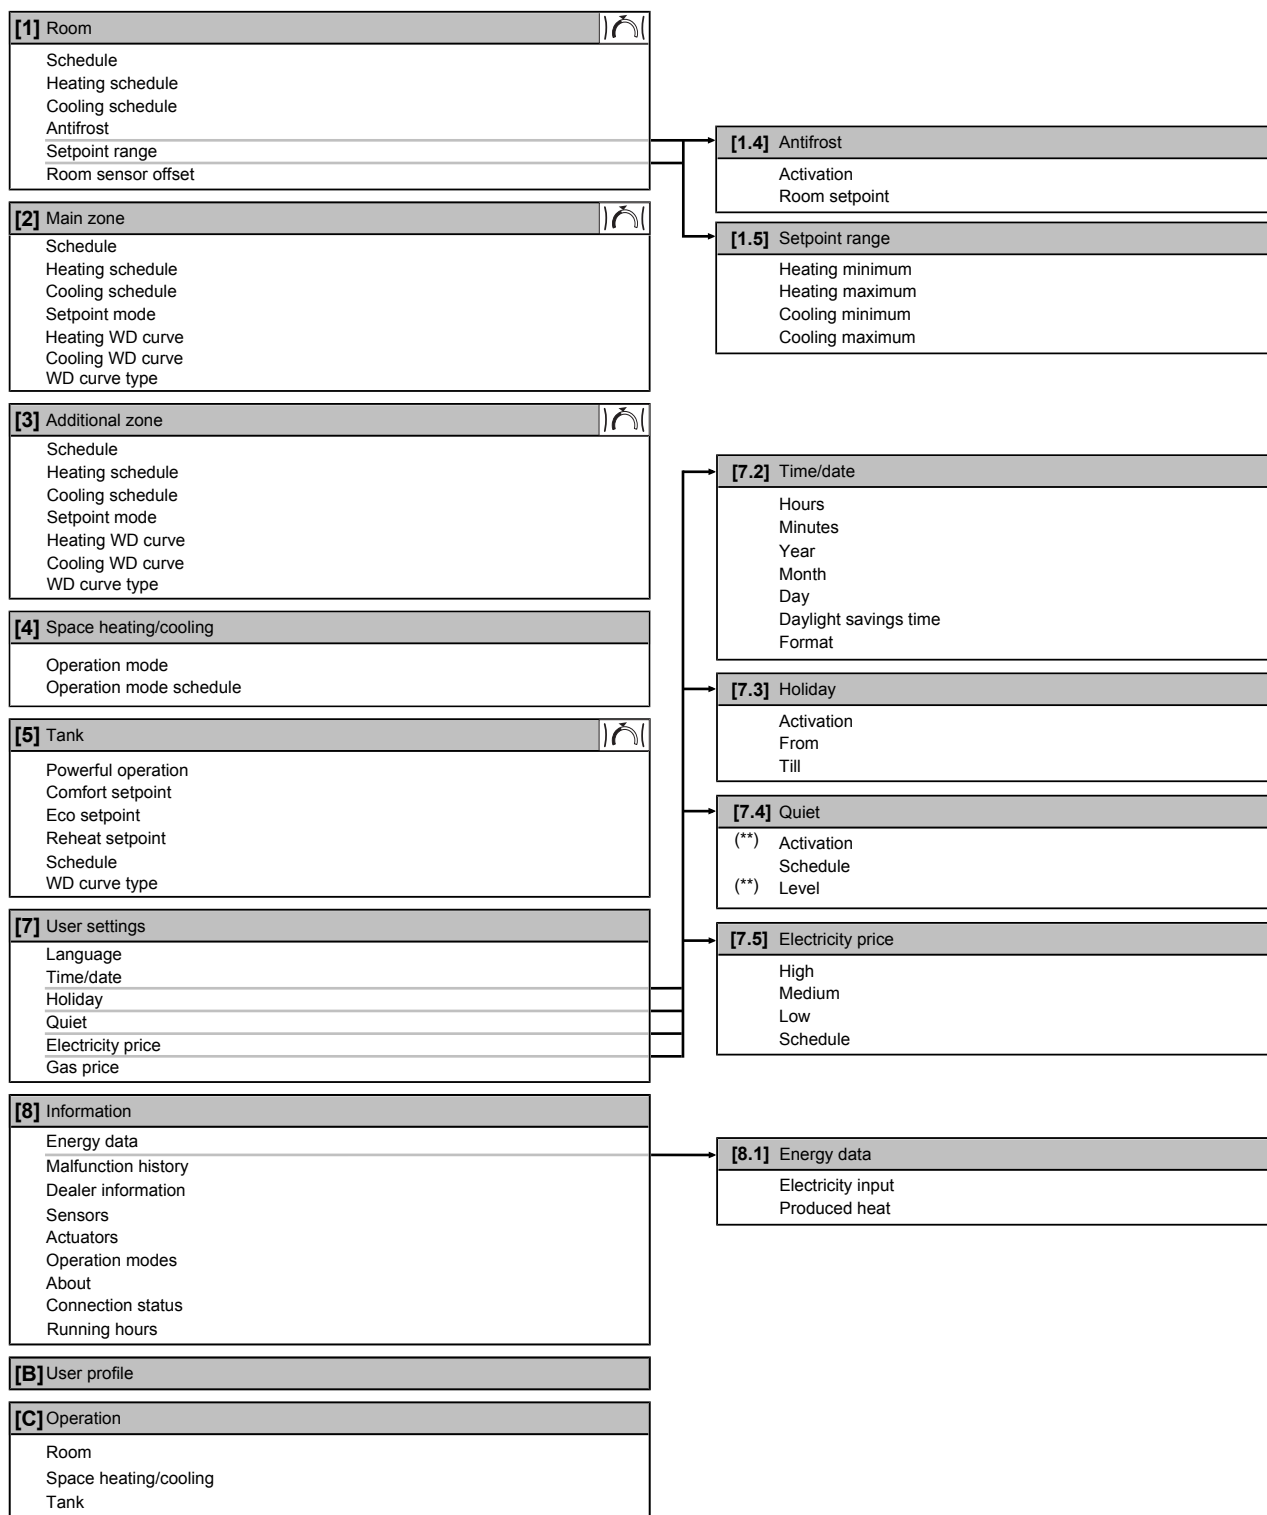 [1] Room
Schedule
Heating schedule
Cooling schedule
Antifrost
Setpoint range
Room sensor offset
[2] Main zone
Schedule
Heating schedule
Cooling schedule
Setpoint mode
Heating WD curve
Cooling WD curve
WD curve type
[3] Additional zone
Schedule
Heating schedule
Cooling schedule
Setpoint mode
Heating WD curve
Cooling WD curve
WD curve type
[4] Space heating/cooling
Operation mode
Operation mode schedule
[5] Tank
Powerful operation
Comfort setpoint
Eco setpoint
Reheat setpoint
Schedule
WD curve type
[7] User settings
Language
Time/date
Holiday
Quiet
Electricity price
Gas price
[8] Information
Energy data
Malfunction history
Dealer information
Sensors
Actuators
Operation modes
About
Connection status
Running hours
[B] User profile
[C] Operation
Room
Space heating/cooling
Tank
[1.4] Antifrost
Activation
Room setpoint
[1.5] Setpoint range
Heating minimum
Heating maximum
Cooling minimum
Cooling maximum
[7.2] Time/date
Hours
Minutes
Year
Month
Day
Daylight savings time
Format
[7.3] Holiday
Activation
From
Till
[7.4] Quiet
(**) Activation
Schedule
(**) Level
[7.5] Electricity price
High
Medium
Low
Schedule
[8.1] Energy data
Electricity input
Produced heat